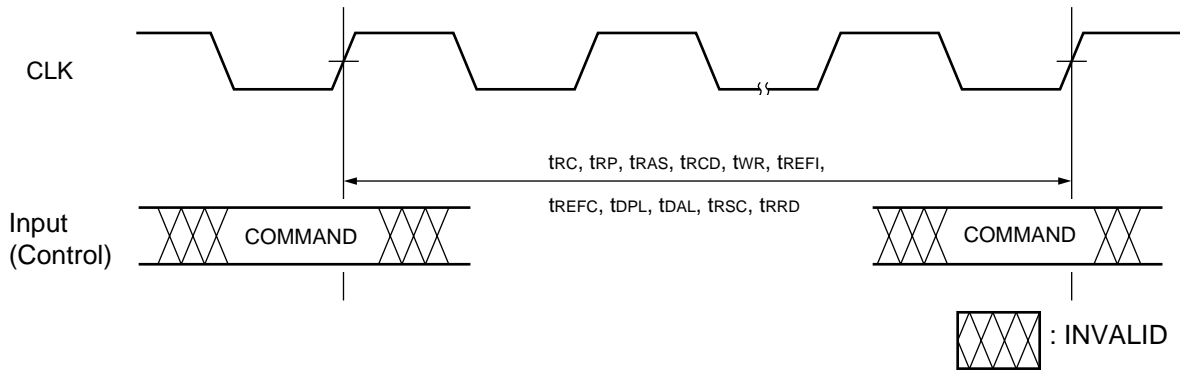 CLK
tRC, tRP, tRAS, tRCD, tWR, tREFI,
tREFC, tDPL, tDAL, tRSC, tRRD
Input
(Control)
COMMAND
COMMAND
: INVALID